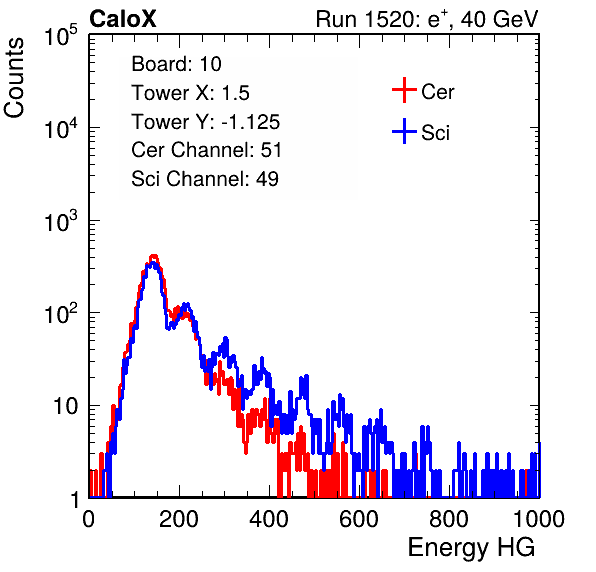 CaloX Run 1520: e⁺, 40 GeV
Counts
Board: 10
Tower X: 1.5
Tower Y: -1.125
Cer Channel: 51
Sci Channel: 49
Cer
Sci
10⁵
10⁴
10³
10²
10
1
0 200 400 600 800 1000
Energy HG